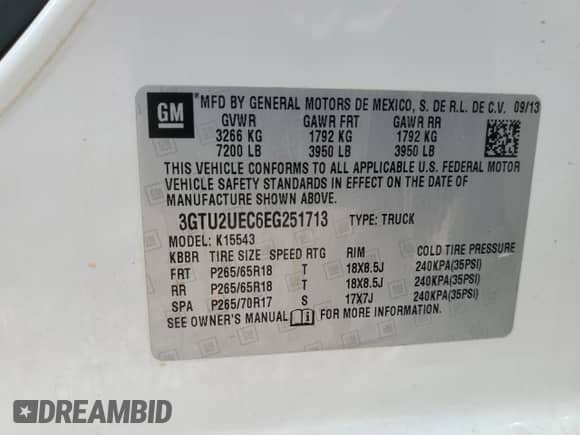 GM
*MFD BY GENERAL MOTORS DE MEXICO, S. DE R.L. DE C.V. 09/13
GVWR GAWR FRT GAWR RR
3266 KG 1792 KG 1792 KG
7200 LB 3950 LB 3950 LB
THIS VEHICLE CONFORMS TO ALL APPLICABLE U.S. FEDERAL MOTOR
VEHICLE SAFETY STANDARDS IN EFFECT ON THE DATE OF
MANUFACTURE SHOWN ABOVE.
3GTU2UEC6EG251713 TYPE: TRUCK
MODEL: K15543
KBBR TIRE SIZE SPEED RTG RIM COLD TIRE PRESSURE
FRT P265/65R18 T 18X8.5J 240KPA(35PSI)
RR P265/65R18 T 18X8.5J 240KPA(35PSI)
SPA P265/70R17 S 17X7J 240KPA(35PSI)
SEE OWNER'S MANUAL FOR MORE INFORMATION.
DREAMBID